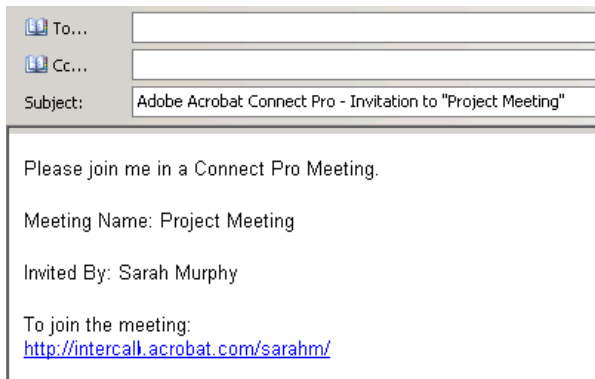 To...
Cc...
Subject: Adobe Acrobat Connect Pro - Invitation to "Project Meeting"
Please join me in a Connect Pro Meeting.
Meeting Name: Project Meeting
Invited By: Sarah Murphy
To join the meeting:
http://intercall.acrobat.com/sarahm/